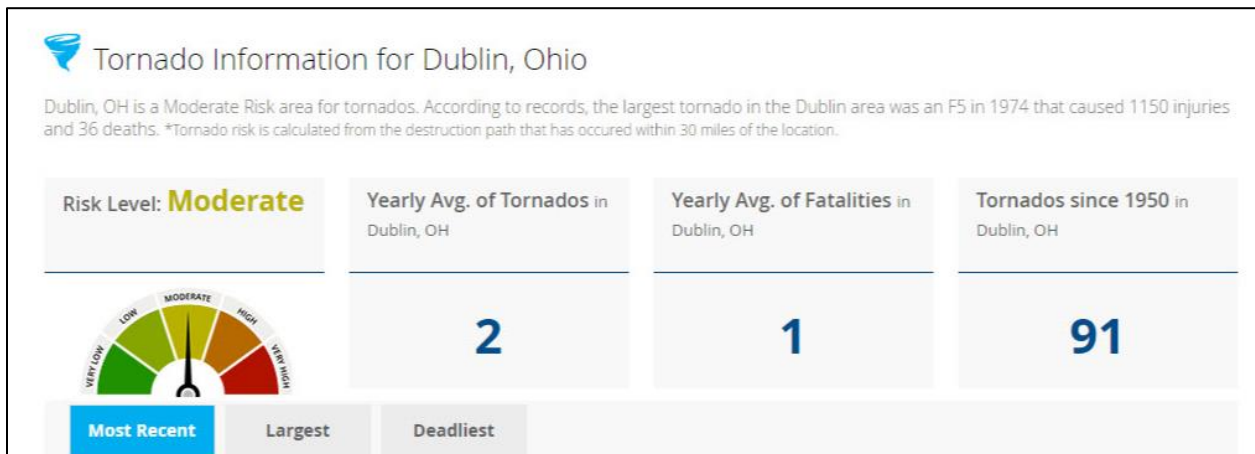 Tornado Information for Dublin, Ohio
Dublin, OH is a Moderate Risk area for tornados. According to records, the largest tornado in the Dublin area was an F5 in 1974 that caused 1150 injuries
and 36 deaths. *Tornado risk is calculated from the destruction path that has occured within 30 miles of the location.
Risk Level: Moderate
VERY LOW
LOW
MODERATE
HIGH
VERY HIGH
Yearly Avg. of Tornados in
Dublin, OH
2
Yearly Avg. of Fatalities in
Dublin, OH
1
Tornados since 1950 in
Dublin, OH
91
Most Recent
Largest
Deadliest